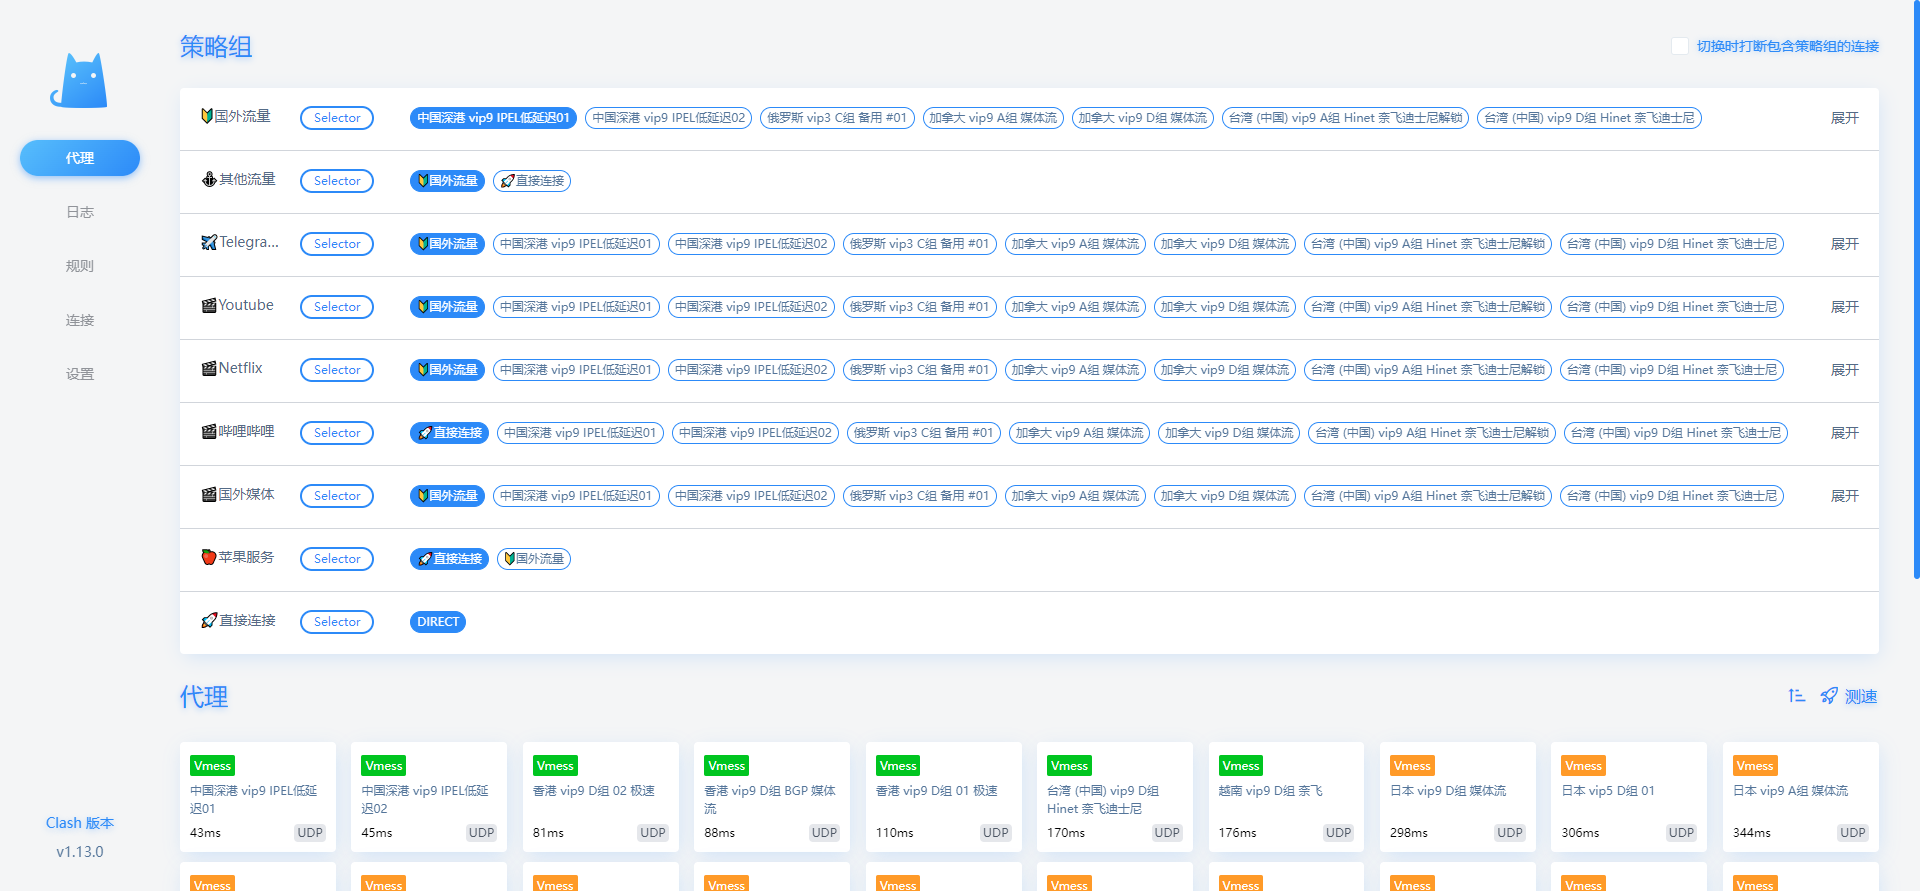 策略组
切换时打断包含策略组的连接
代理
日志
规则
连接
设置
Clash 版本
v1.13.0
🔰国外流量 Selector 中国深港 vip9 IPEL低延迟01 中国深港 vip9 IPEL低延迟02 俄罗斯 vip3 C组 备用 #01 加拿大 vip9 A组 媒体流 加拿大 vip9 D组 媒体流 台湾 (中国) vip9 A组 Hinet 奈飞迪士尼解锁 台湾 (中国) vip9 D组 Hinet 奈飞迪士尼 展开
⚓其他流量 Selector 🔰国外流量 🚀直接连接
✈️Telegra... Selector 🔰国外流量 中国深港 vip9 IPEL低延迟01 中国深港 vip9 IPEL低延迟02 俄罗斯 vip3 C组 备用 #01 加拿大 vip9 A组 媒体流 加拿大 vip9 D组 媒体流 台湾 (中国) vip9 A组 Hinet 奈飞迪士尼解锁 台湾 (中国) vip9 D组 Hinet 奈飞迪士尼 展开
🎬Youtube Selector 🔰国外流量 中国深港 vip9 IPEL低延迟01 中国深港 vip9 IPEL低延迟02 俄罗斯 vip3 C组 备用 #01 加拿大 vip9 A组 媒体流 加拿大 vip9 D组 媒体流 台湾 (中国) vip9 A组 Hinet 奈飞迪士尼解锁 台湾 (中国) vip9 D组 Hinet 奈飞迪士尼 展开
🎬Netflix Selector 🔰国外流量 中国深港 vip9 IPEL低延迟01 中国深港 vip9 IPEL低延迟02 俄罗斯 vip3 C组 备用 #01 加拿大 vip9 A组 媒体流 加拿大 vip9 D组 媒体流 台湾 (中国) vip9 A组 Hinet 奈飞迪士尼解锁 台湾 (中国) vip9 D组 Hinet 奈飞迪士尼 展开
🎬哔哩哔哩 Selector 🚀直接连接 中国深港 vip9 IPEL低延迟01 中国深港 vip9 IPEL低延迟02 俄罗斯 vip3 C组 备用 #01 加拿大 vip9 A组 媒体流 加拿大 vip9 D组 媒体流 台湾 (中国) vip9 A组 Hinet 奈飞迪士尼解锁 台湾 (中国) vip9 D组 Hinet 奈飞迪士尼 展开
🎬国外媒体 Selector 🔰国外流量 中国深港 vip9 IPEL低延迟01 中国深港 vip9 IPEL低延迟02 俄罗斯 vip3 C组 备用 #01 加拿大 vip9 A组 媒体流 加拿大 vip9 D组 媒体流 台湾 (中国) vip9 A组 Hinet 奈飞迪士尼解锁 台湾 (中国) vip9 D组 Hinet 奈飞迪士尼 展开
🍎苹果服务 Selector 🚀直接连接 🔰国外流量
🚀直接连接 Selector DIRECT
代理
测速
Vmess
中国深港 vip9 IPEL低延
迟01
43ms UDP
Vmess
中国深港 vip9 IPEL低延
迟02
45ms UDP
Vmess
香港 vip9 D组 02 极速
81ms UDP
Vmess
香港 vip9 D组 BGP 媒体
流
88ms UDP
Vmess
香港 vip9 D组 01 极速
110ms UDP
Vmess
台湾 (中国) vip9 D组
Hinet 奈飞迪士尼
170ms UDP
Vmess
越南 vip9 D组 奈飞
176ms UDP
Vmess
日本 vip9 D组 媒体流
298ms UDP
Vmess
日本 vip5 D组 01
306ms UDP
Vmess
日本 vip9 A组 媒体流
344ms UDP
Vmess Vmess Vmess Vmess Vmess Vmess Vmess Vmess Vmess Vmess